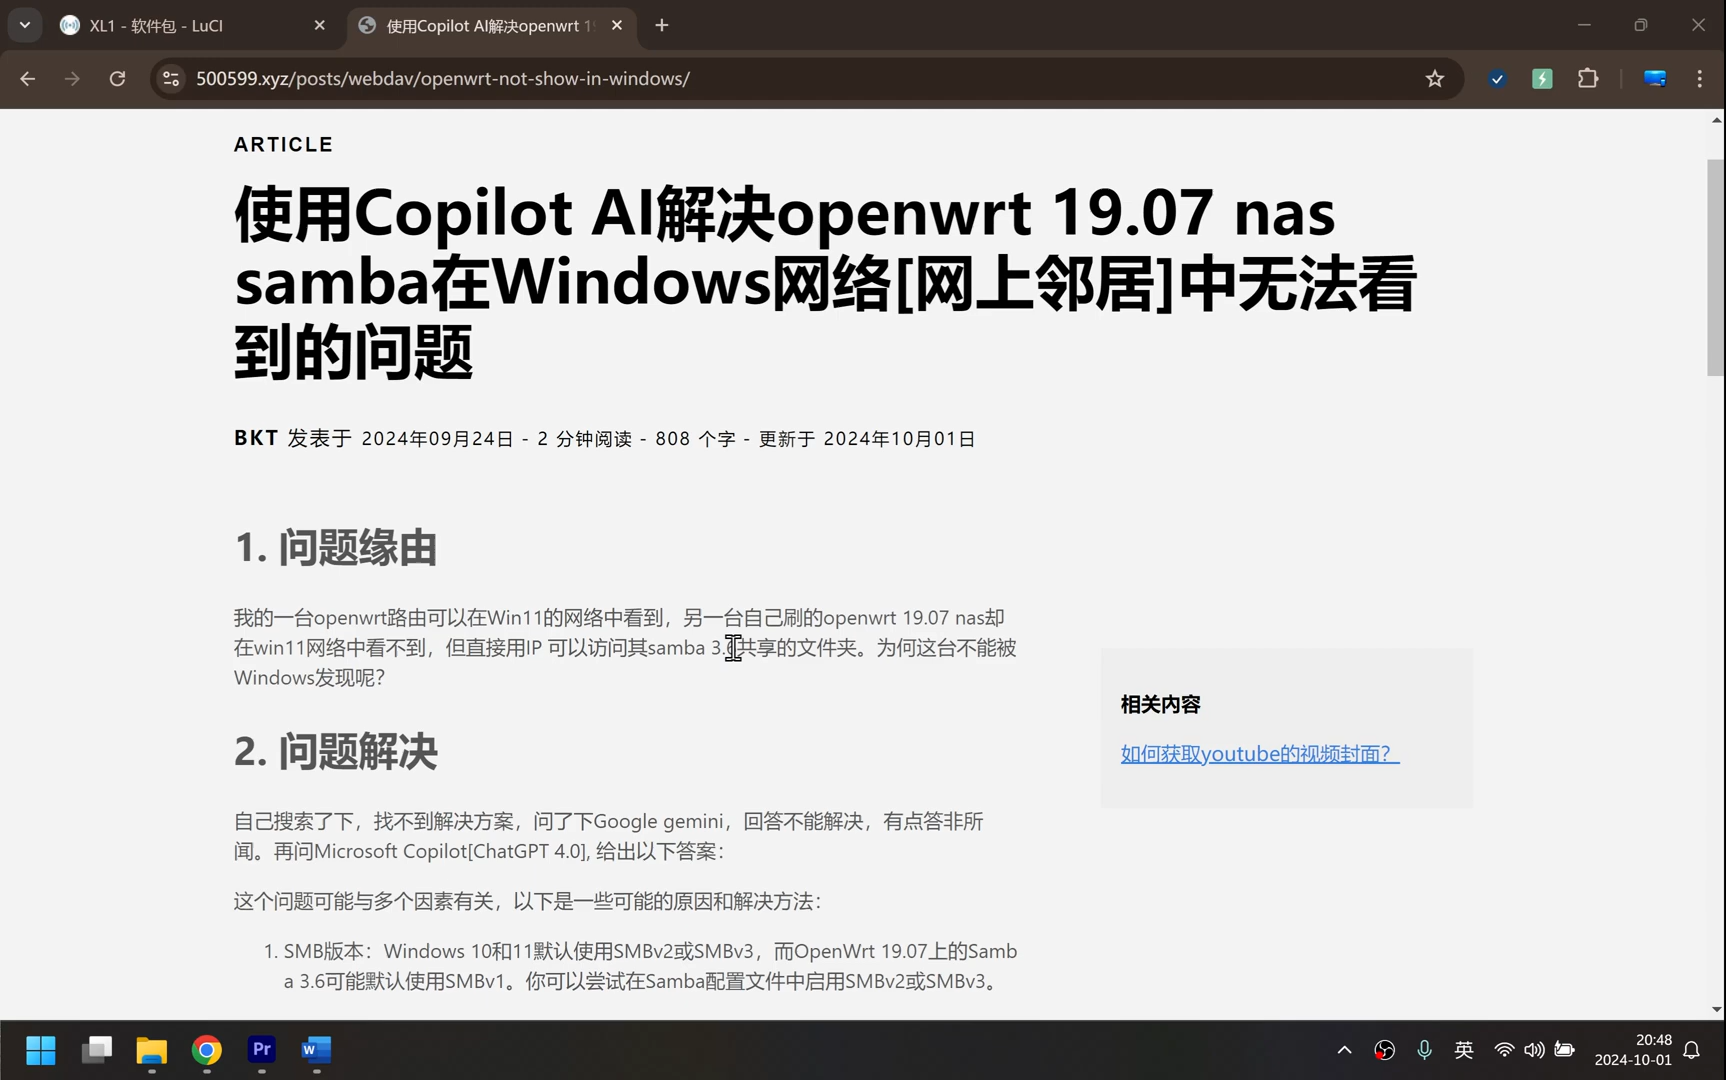 XL1 - 软件包 - LuCI
使用Copilot AI解决openwrt 1
500599.xyz/posts/webdav/openwrt-not-show-in-windows/
ARTICLE
使用Copilot AI解决openwrt 19.07 nas
samba在Windows网络[网上邻居]中无法看
到的问题
BKT 发表于 2024年09月24日 - 2 分钟阅读 - 808 个字 - 更新于 2024年10月01日
1. 问题缘由
我的一台openwrt路由可以在Win11的网络中看到，另一台自己刷的openwrt 19.07 nas却
在win11网络中看不到，但直接用IP 可以访问其samba 3.6共享的文件夹。为何这台不能被
Windows发现呢？
2. 问题解决
自己搜索了下，找不到解决方案，问了下Google gemini，回答不能解决，有点答非所
闻。再问Microsoft Copilot[ChatGPT 4.0], 给出以下答案：
这个问题可能与多个因素有关，以下是一些可能的原因和解决方法：
1. SMB版本：Windows 10和11默认使用SMBv2或SMBv3，而OpenWrt 19.07上的Samb
a 3.6可能默认使用SMBv1。你可以尝试在Samba配置文件中启用SMBv2或SMBv3。
相关内容
如何获取youtube的视频封面？
Pr
W
英
20:48
2024-10-01